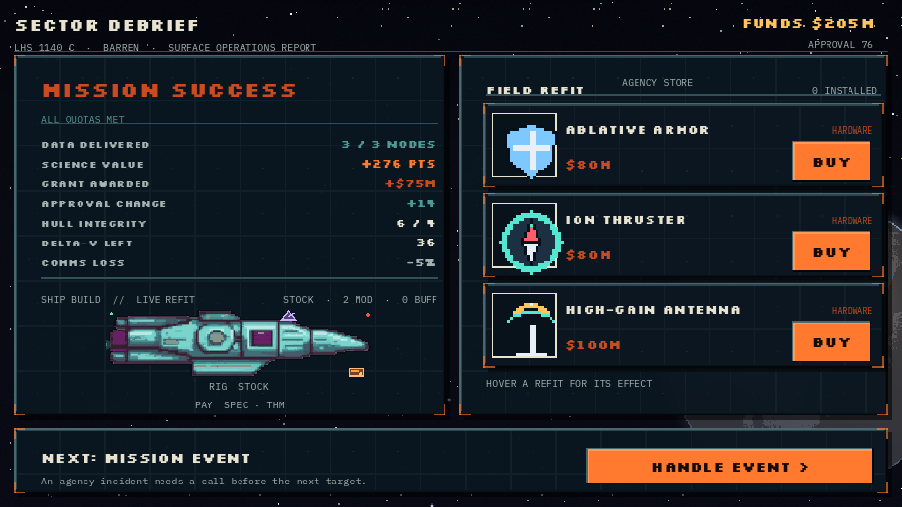 SECTOR DEBRIEF
FUNDS $205M
LHS 1140 c · BARREN · SURFACE OPERATIONS REPORT
APPROVAL 76
MISSION SUCCESS
ALL QUOTAS MET
DATA DELIVERED 3 / 3 NODES
SCIENCE VALUE +276 PTS
GRANT AWARDED +$75M
APPROVAL CHANGE +14
HULL INTEGRITY
DELTA-V LEFT 36
COMMS LOSS -5%
SHIP BUILD // LIVE REFIT STOCK · 2 MOD · 0 BUFF
RIG STOCK
PAY SPEC · THM
AGENCY STORE
FIELD REFIT 0 INSTALLED
ABLATIVE ARMOR HARDWARE
$80M BUY
ION THRUSTER HARDWARE
$80M BUY
HIGH-GAIN ANTENNA HARDWARE
$100M BUY
HOVER A REFIT FOR ITS EFFECT
NEXT: MISSION EVENT
An agency incident needs a call before the next target.
HANDLE EVENT >